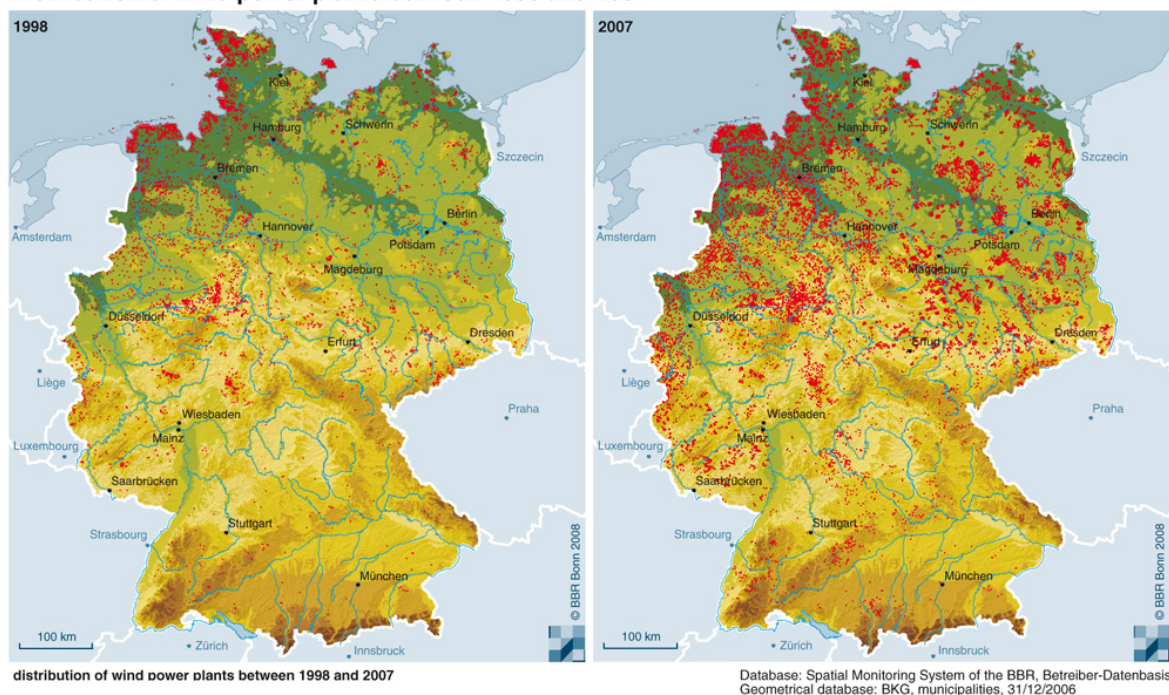 1998
Kiel
Hamburg
Schwerin
Szczecin
Bremen
Berlin
Amsterdam
Hannover
Potsdam
Magdeburg
Düsseldorf
Dresden
Erfurt
Liège
Praha
Wiesbaden
Mainz
Luxembourg
Saarbrücken
Stuttgart
Strasbourg
München
© BBR Bonn 2008
100 km
Zürich
Innsbruck
2007
Kiel
Hamburg
Schwerin
Szczecin
Bremen
Berlin
Amsterdam
Hannover
Potsdam
Magdeburg
Düsseldorf
Dresden
Erfurt
Liège
Praha
Wiesbaden
Mainz
Luxembourg
Saarbrücken
Stuttgart
Strasbourg
München
© BBR Bonn 2008
100 km
Zürich
Innsbruck
distribution of wind power plants between 1998 and 2007
Database: Spatial Monitoring System of the BBR, Betreiber-Datenbasis
Geometrical database: BKG, municipalities, 31/12/2006